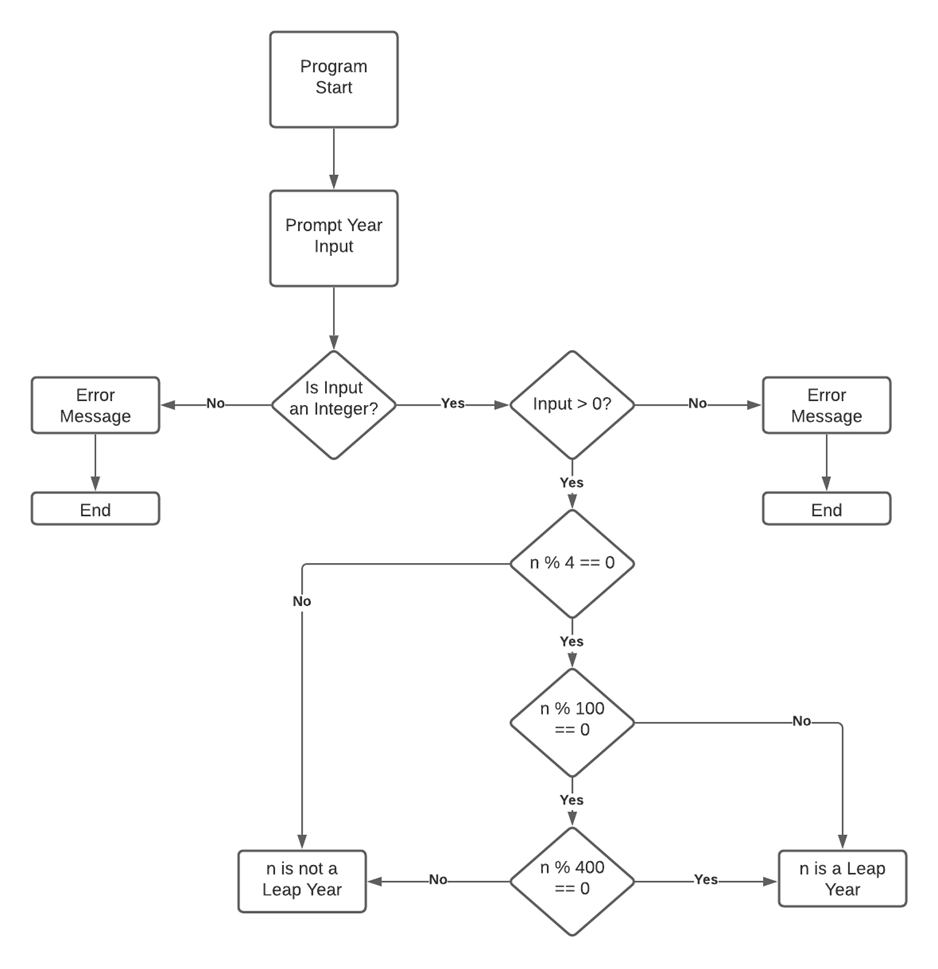 Program
Start
Prompt Year
Input
Is Input
an Integer?
No
Error
Message
End
Yes
Input > 0?
No
Error
Message
End
Yes
n % 4 == 0
No
Yes
n % 100
== 0
No
Yes
n % 400
== 0
No
n is not a
Leap Year
Yes
n is a Leap
Year